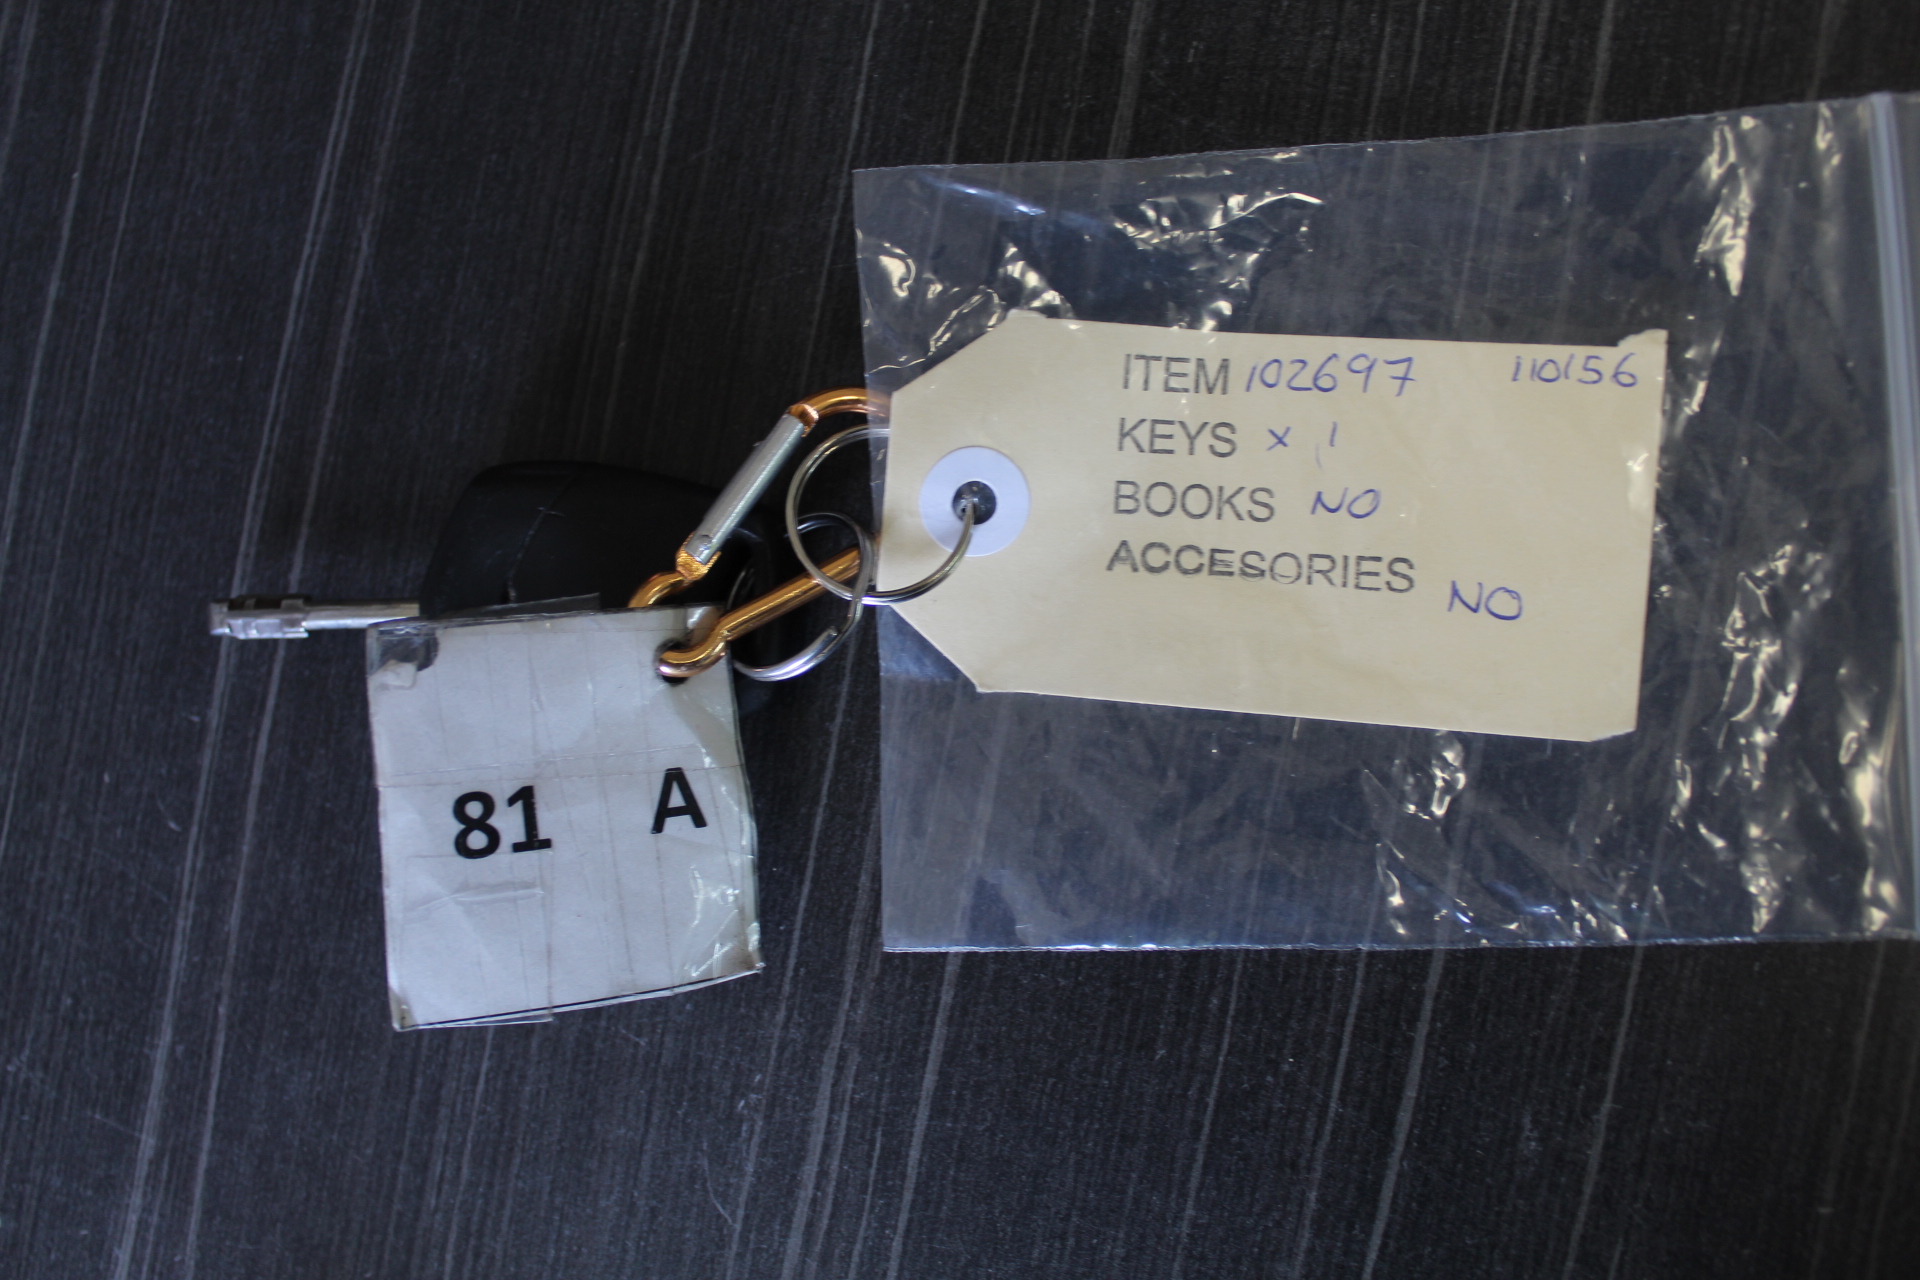 ITEM 102697 110156
KEYS x 1
BOOKS NO
ACCESORIES NO
81 A